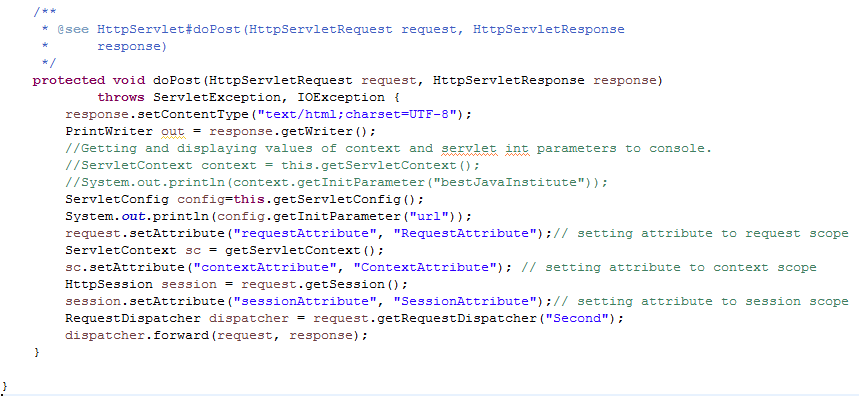 /**
 * @see HttpServlet#doPost(HttpServletRequest request, HttpServletResponse
 *      response)
 */
protected void doPost(HttpServletRequest request, HttpServletResponse response)
        throws ServletException, IOException {
    response.setContentType("text/html;charset=UTF-8");
    PrintWriter out = response.getWriter();
    //Getting and displaying values of context and servlet int parameters to console.
    //ServletContext context = this.getServletContext();
    //System.out.println(context.getInitParameter("bestJavaInstitute"));
    ServletConfig config=this.getServletConfig();
    System.out.println(config.getInitParameter("url"));
    request.setAttribute("requestAttribute", "RequestAttribute");// setting attribute to request scope
    ServletContext sc = getServletContext();
    sc.setAttribute("contextAttribute", "ContextAttribute"); // setting attribute to context scope
    HttpSession session = request.getSession();
    session.setAttribute("sessionAttribute", "SessionAttribute");// setting attribute to session scope
    RequestDispatcher dispatcher = request.getRequestDispatcher("Second");
    dispatcher.forward(request, response);
}
}